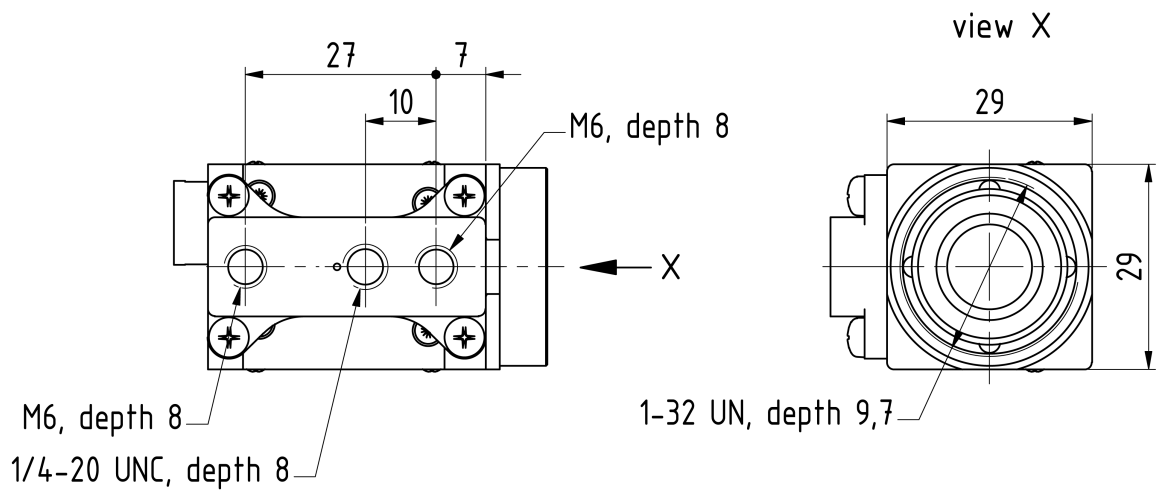 view X
27
7
10
29
M6, depth 8
X
29
M6, depth 8
1-32 UN, depth 9,7
1/4-20 UNC, depth 8